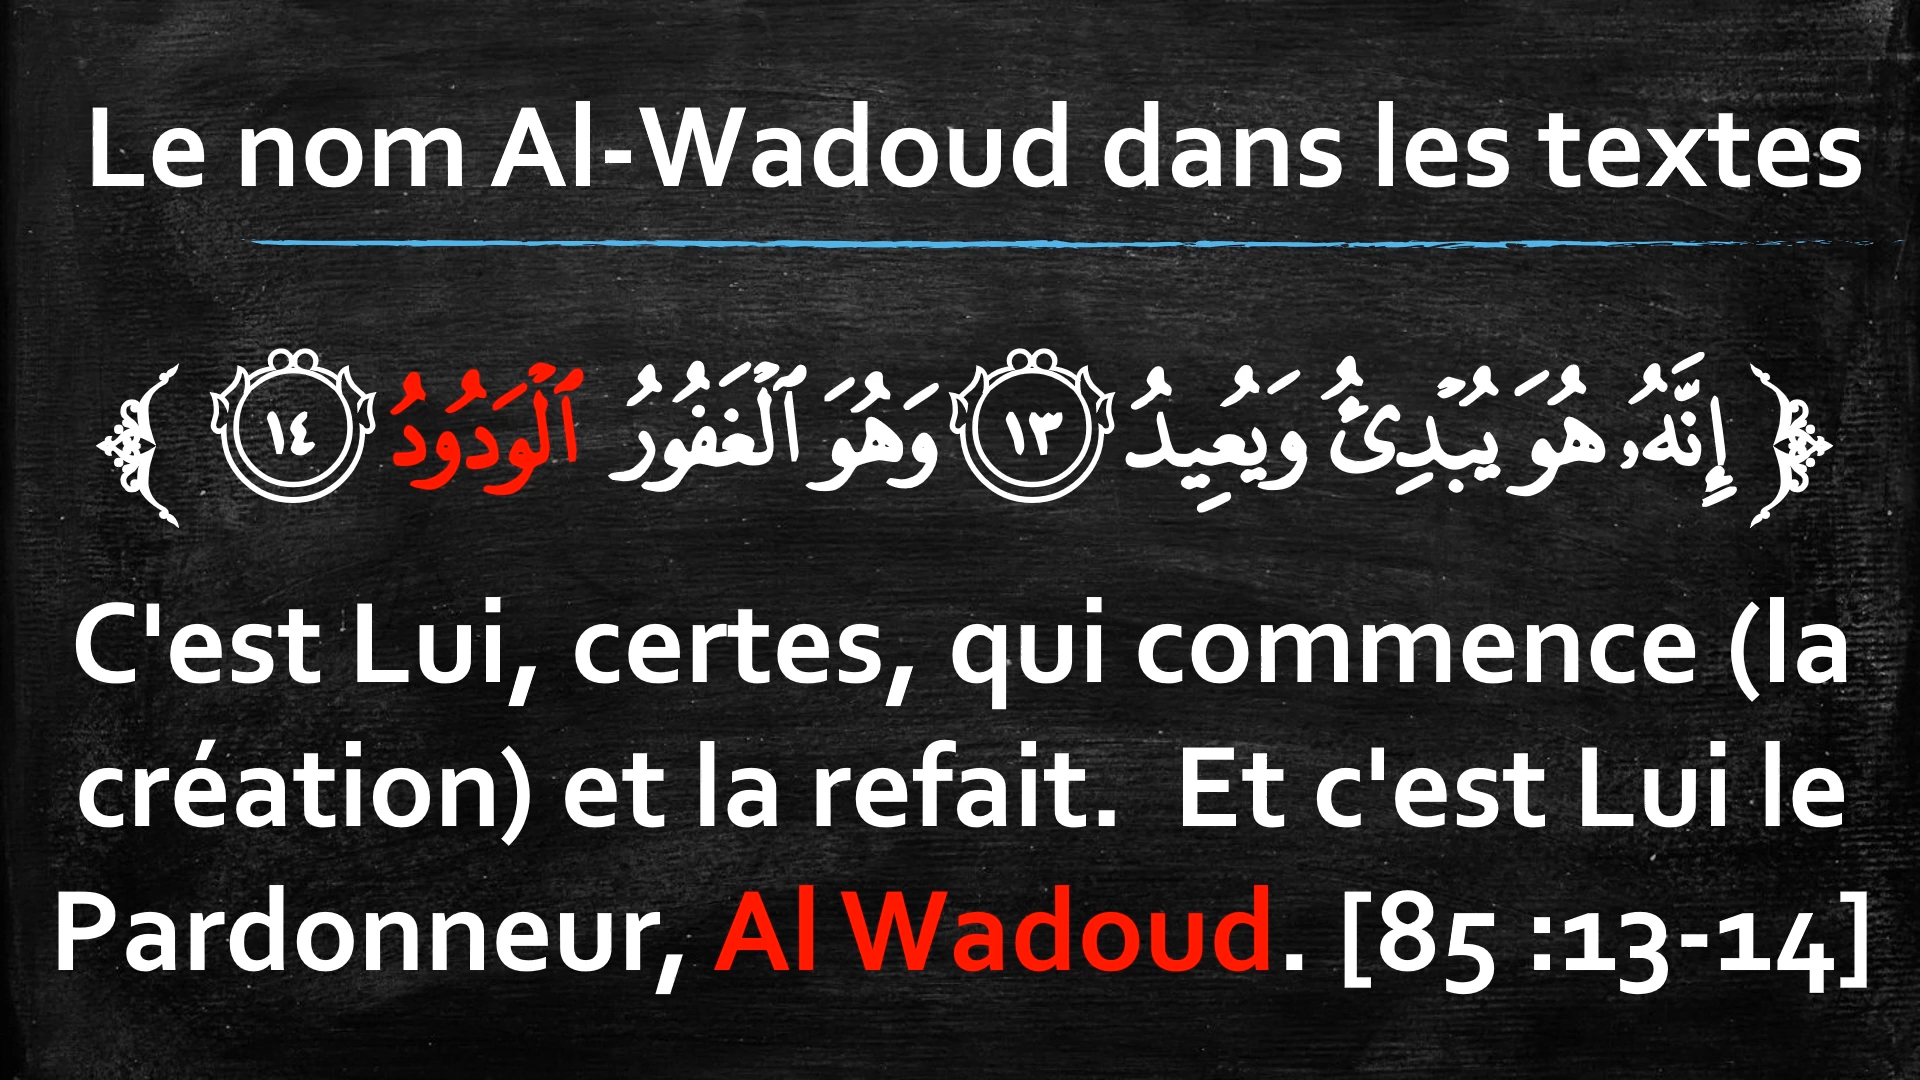 Le nom Al-Wadoud dans les textes
﴿ إِنَّهُۥ هُوَ يُبۡدِئُ وَيُعِيدُ ١٣ وَهُوَ ٱلۡغَفُورُ ٱلۡوَدُودُ ١٤ ﴾
C'est Lui, certes, qui commence (la
création) et la refait. Et c'est Lui le
Pardonneur, Al Wadoud. [85 :13-14]